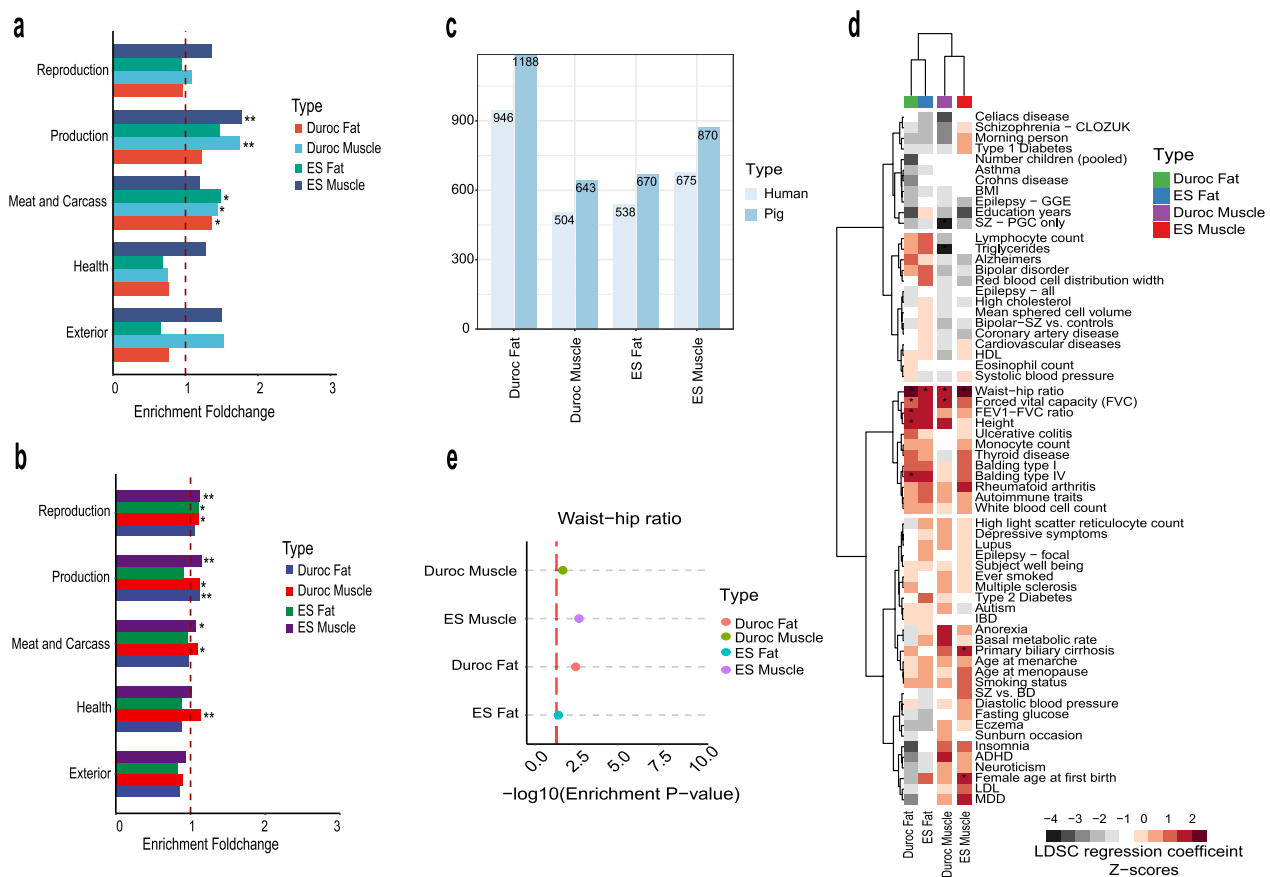 a
Reproduction
Production
**
**
Meat and Carcass
*
*
*
Health
Exterior
0
1
2
3
Enrichment Foldchange
Type
Duroc Fat
Duroc Muscle
ES Fat
ES Muscle
b
Reproduction
**
*
*
Production
**
*
**
Meat and Carcass
*
*
Health
**
Exterior
0
1
2
3
Enrichment Foldchange
Type
Duroc Fat
Duroc Muscle
ES Fat
ES Muscle
c
900
600
300
0
946
1188
504
643
538
670
675
870
Duroc Fat
Duroc Muscle
ES Fat
ES Muscle
Type
Human
Pig
e
Waist−hip ratio
Duroc Muscle
ES Muscle
Duroc Fat
ES Fat
0.0
2.5
5.0
7.5
10.0
−log10(Enrichment P−value)
Type
Duroc Fat
Duroc Muscle
ES Fat
ES Muscle
d
Celiacs disease
Schizophrenia − CLOZUK
Morning person
Type 1 Diabetes
Number children (pooled)
Asthma
Crohns disease
BMI
Epilepsy − GGE
Education years
* SZ − PGC only
Lymphocyte count
* Triglycerides
Alzheimers
Bipolar disorder
Red blood cell distribution width
Epilepsy − all
High cholesterol
Mean sphered cell volume
Bipolar−SZ vs. controls
Coronary artery disease
Cardiovascular diseases
HDL
Eosinophil count
Systolic blood pressure
* * * * Waist−hip ratio
* * Forced vital capacity (FVC)
* FEV1−FVC ratio
* Height
Ulcerative colitis
Monocyte count
Thyroid disease
Balding type I
* Balding type IV
Rheumatoid arthritis
Autoimmune traits
White blood cell count
High light scatter reticulocyte count
Depressive symptoms
Lupus
Epilepsy − focal
Subject well being
Ever smoked
Multiple sclerosis
Type 2 Diabetes
Autism
IBD
Anorexia
Basal metabolic rate
* Primary biliary cirrhosis
Age at menarche
Age at menopause
Smoking status
SZ vs. BD
Diastolic blood pressure
Fasting glucose
Eczema
Sunburn occasion
Insomnia
ADHD
Neuroticism
* Female age at first birth
LDL
MDD
Duroc Fat
ES Fat
Duroc Muscle
ES Muscle
Type
Duroc Fat
ES Fat
Duroc Muscle
ES Muscle
−4 −3 −2 −1 0 1 2
LDSC regression coefficeint
Z−scores